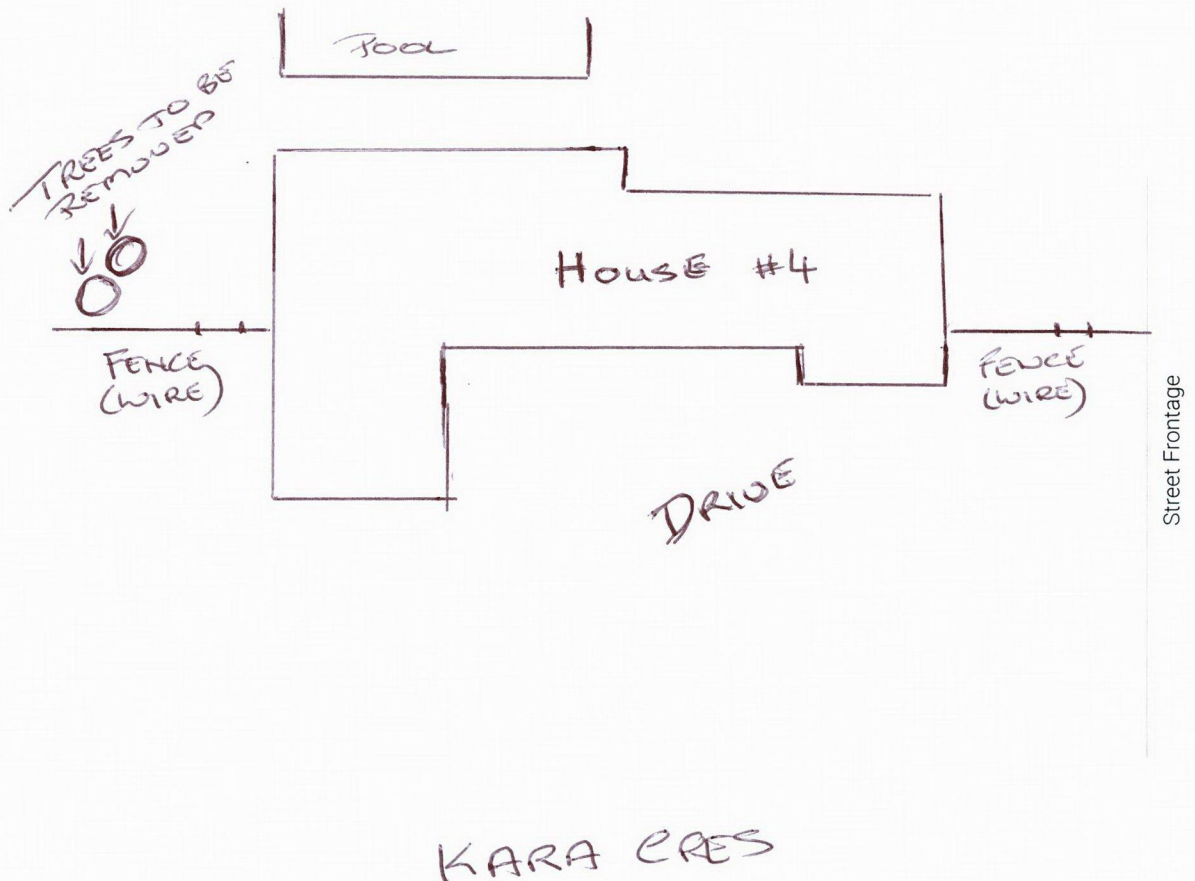 POOL
TREES TO BE
REMOVED
HOUSE #4
FENCE
(WIRE)
FENCE
(WIRE)
Street Frontage
DRIVE
KARA CRES